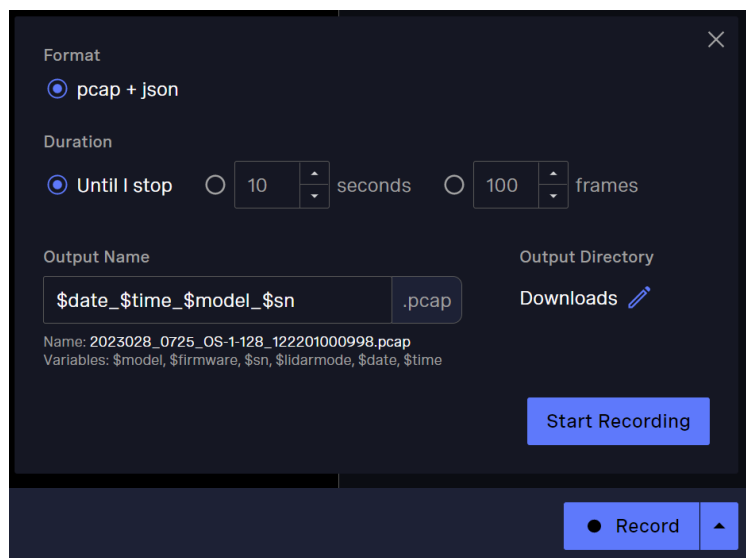 Format
pcap + json
Duration
Until I stop 10 seconds 100 frames
Output Name Output Directory
$date_$time_$model_$sn .pcap Downloads
Name: 2023028_0725_OS-1-128_122201000998.pcap
Variables: $model, $firmware, $sn, $lidarmode, $date, $time
Start Recording
Record